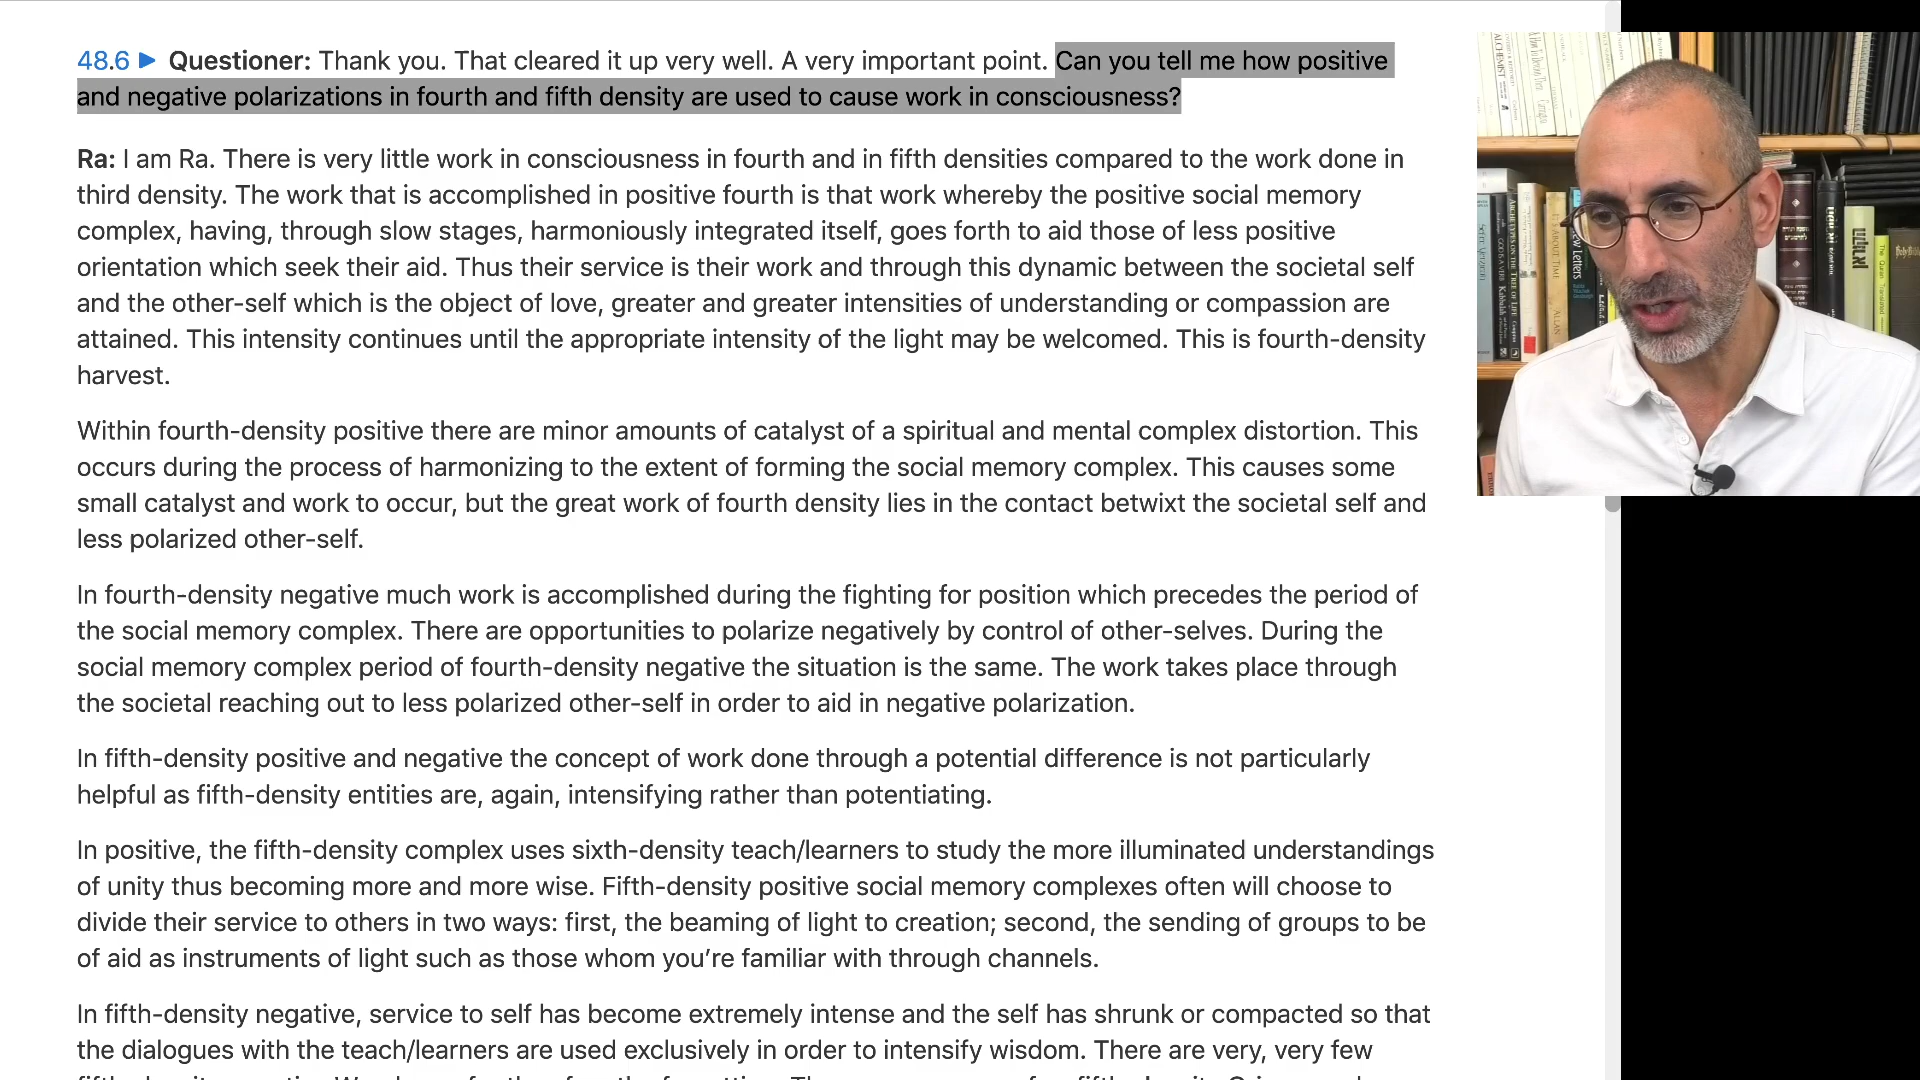 48.6 ▶ Questioner: Thank you. That cleared it up very well. A very important point. Can you tell me how positive
and negative polarizations in fourth and fifth density are used to cause work in consciousness?
Ra: I am Ra. There is very little work in consciousness in fourth and in fifth densities compared to the work done in
third density. The work that is accomplished in positive fourth is that work whereby the positive social memory
complex, having, through slow stages, harmoniously integrated itself, goes forth to aid those of less positive
orientation which seek their aid. Thus their service is their work and through this dynamic between the societal self
and the other-self which is the object of love, greater and greater intensities of understanding or compassion are
attained. This intensity continues until the appropriate intensity of the light may be welcomed. This is fourth-density
harvest.
Within fourth-density positive there are minor amounts of catalyst of a spiritual and mental complex distortion. This
occurs during the process of harmonizing to the extent of forming the social memory complex. This causes some
small catalyst and work to occur, but the great work of fourth density lies in the contact betwixt the societal self and
less polarized other-self.
In fourth-density negative much work is accomplished during the fighting for position which precedes the period of
the social memory complex. There are opportunities to polarize negatively by control of other-selves. During the
social memory complex period of fourth-density negative the situation is the same. The work takes place through
the societal reaching out to less polarized other-self in order to aid in negative polarization.
In fifth-density positive and negative the concept of work done through a potential difference is not particularly
helpful as fifth-density entities are, again, intensifying rather than potentiating.
In positive, the fifth-density complex uses sixth-density teach/learners to study the more illuminated understandings
of unity thus becoming more and more wise. Fifth-density positive social memory complexes often will choose to
divide their service to others in two ways: first, the beaming of light to creation; second, the sending of groups to be
of aid as instruments of light such as those whom you're familiar with through channels.
In fifth-density negative, service to self has become extremely intense and the self has shrunk or compacted so that
the dialogues with the teach/learners are used exclusively in order to intensify wisdom. There are very, very few
ALCHEMIST
ABOUT TIME
Letters
Kabbalah
ALLAN